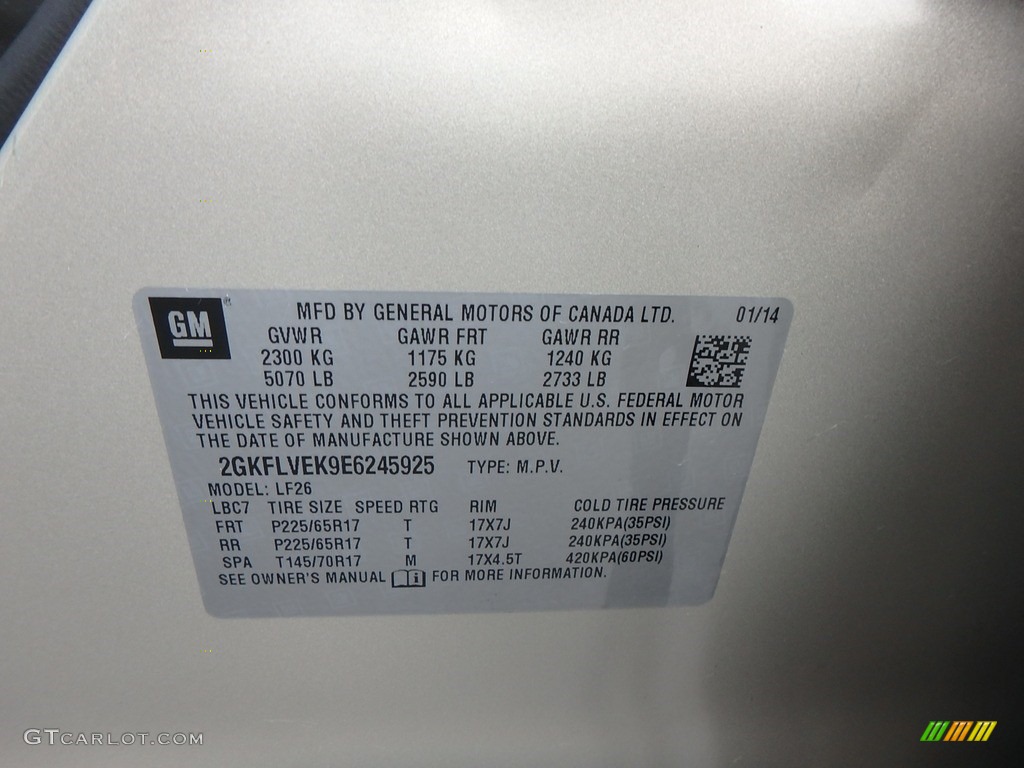 GM® MFD BY GENERAL MOTORS OF CANADA LTD. 01/14
GVWR GAWR FRT GAWR RR
2300 KG 1175 KG 1240 KG
5070 LB 2590 LB 2733 LB
THIS VEHICLE CONFORMS TO ALL APPLICABLE U.S. FEDERAL MOTOR
VEHICLE SAFETY AND THEFT PREVENTION STANDARDS IN EFFECT ON
THE DATE OF MANUFACTURE SHOWN ABOVE.
2GKFLVEK9E6245925 TYPE: M.P.V.
MODEL: LF26
LBC7 TIRE SIZE SPEED RTG RIM COLD TIRE PRESSURE
FRT P225/65R17 T 17X7J 240KPA(35PSI)
RR P225/65R17 T 17X7J 240KPA(35PSI)
SPA T145/70R17 M 17X4.5T 420KPA(60PSI)
SEE OWNER'S MANUAL FOR MORE INFORMATION.
GTCARLOT.COM